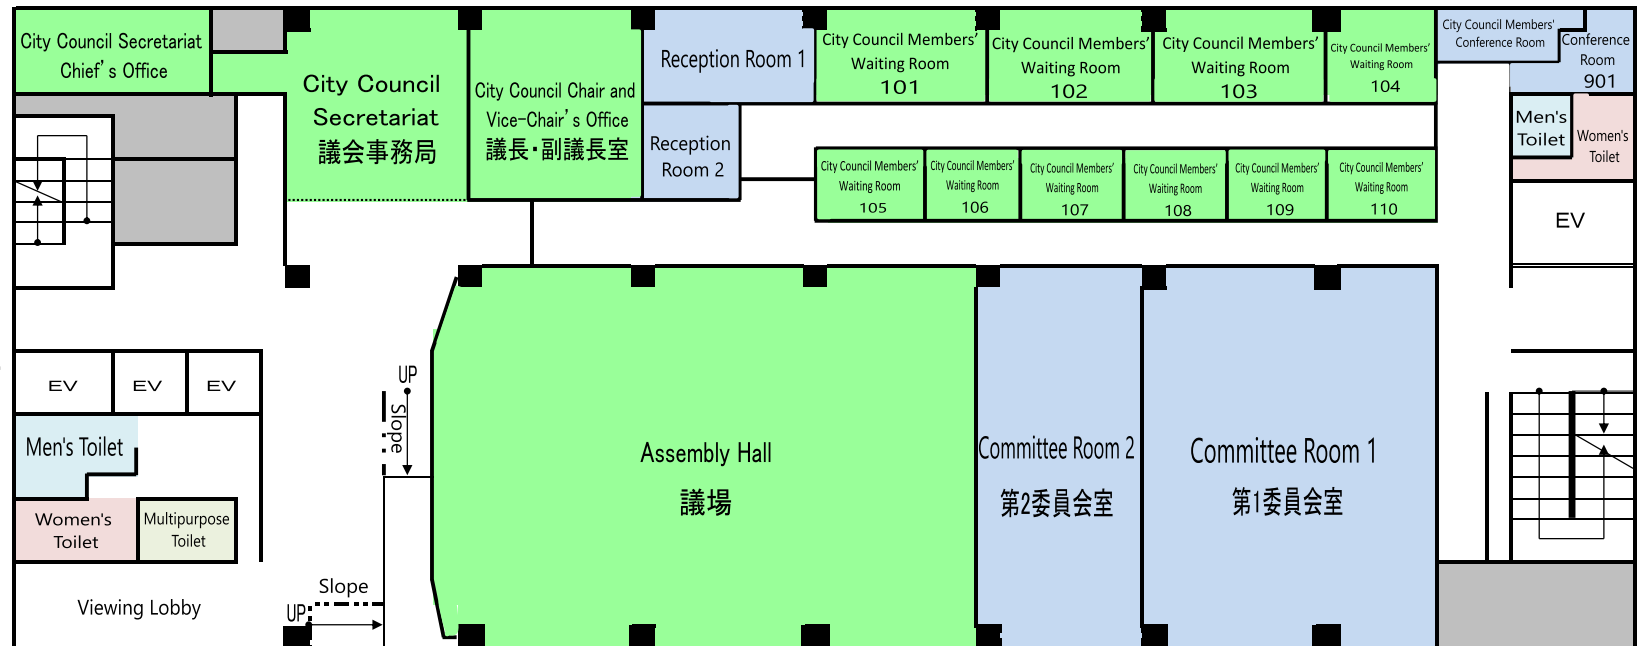 City Council Secretariat
Chief's Office
City Council
Secretariat
議会事務局
City Council Chair and
Vice-Chair's Office
議長・副議長室
Reception Room 1
Reception
Room 2
City Council Members'
Waiting Room
101
City Council Members'
Waiting Room
102
City Council Members'
Waiting Room
103
City Council Members'
Waiting Room
104
City Council Members'
Conference Room
Conference
Room
901
Men's
Toilet
Women's
Toilet
City Council Members'
Waiting Room
105
City Council Members'
Waiting Room
106
City Council Members'
Waiting Room
107
City Council Members'
Waiting Room
108
City Council Members'
Waiting Room
109
City Council Members'
Waiting Room
110
EV
EV
EV
EV
UP
Slope
Men's Toilet
Women's
Toilet
Multipurpose
Toilet
Assembly Hall
議場
Committee Room 2
第2委員会室
Committee Room 1
第1委員会室
Viewing Lobby
Slope
UP